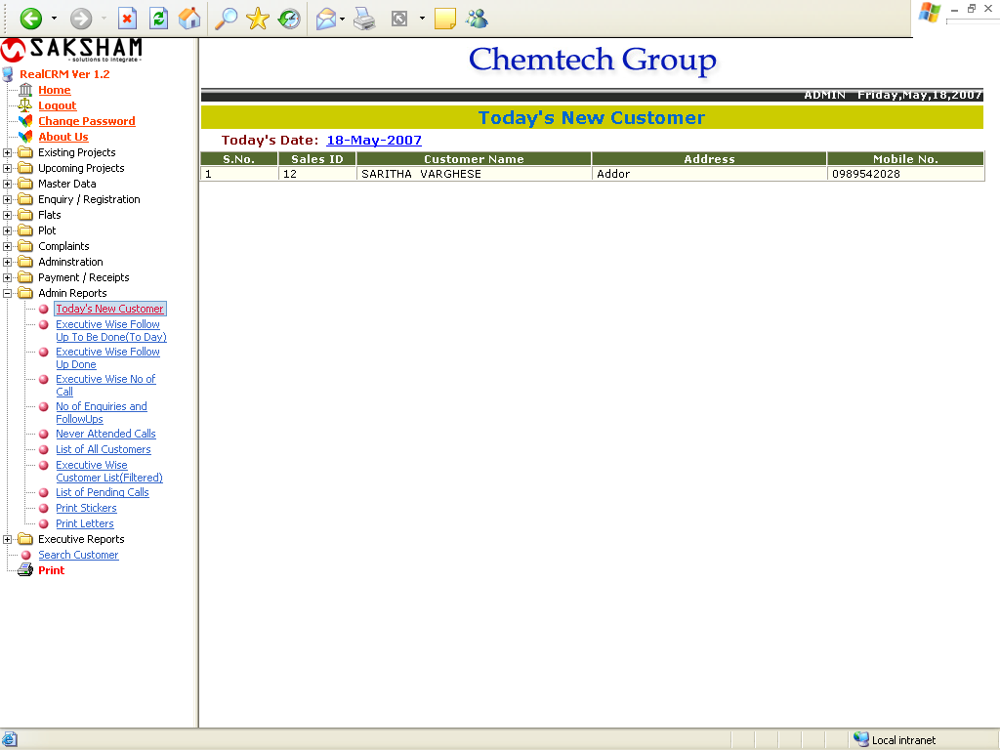 SAKSHAM
- solutions to integrate -
RealCRM Ver 1.2
Home
Logout
Change Password
About Us
Existing Projects
Upcoming Projects
Master Data
Enquiry / Registration
Flats
Plot
Complaints
Adminstration
Payment / Receipts
Admin Reports
Today's New Customer
Executive Wise Follow
Up To Be Done(To Day)
Executive Wise Follow
Up Done
Executive Wise No of
Call
No of Enquiries and
FollowUps
Never Attended Calls
List of All Customers
Executive Wise
Customer List(Filtered)
List of Pending Calls
Print Stickers
Print Letters
Executive Reports
Search Customer
Print
Chemtech Group
ADMIN Friday,May,18,2007
Today's New Customer
Today's Date: 18-May-2007
S.No. Sales ID Customer Name Address Mobile No.
1 12 SARITHA VARGHESE Addor 0989542028
Local intranet